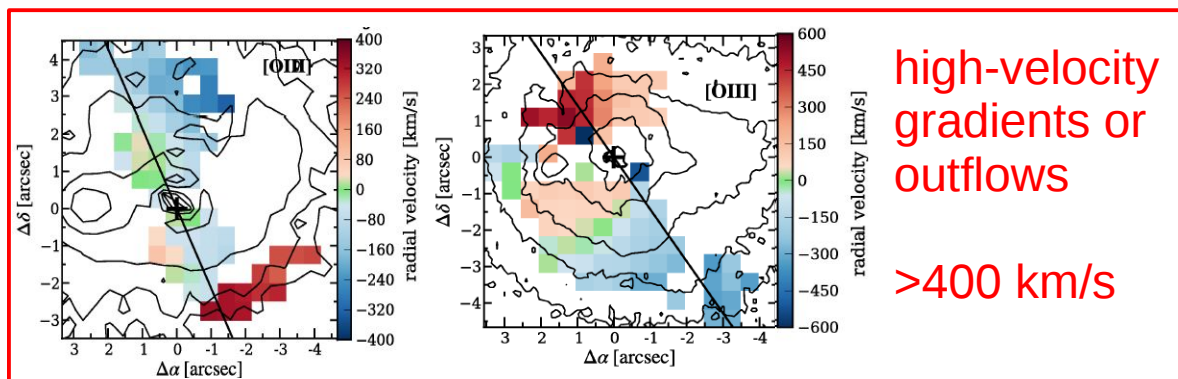 [OIII]
400
320
240
160
80
0
-80
-160
-240
-320
-400
radial velocity [km/s]
4
3
2
1
0
-1
-2
-3
Δδ [arcsec]
3 2 1 0 -1 -2 -3 -4
Δα [arcsec]
[OIII]
600
450
300
150
0
-150
-300
-450
-600
radial velocity [km/s]
3
2
1
0
-1
-2
-3
-4
Δδ [arcsec]
3 2 1 0 -1 -2 -3 -4
Δα [arcsec]
high-velocity
gradients or
outflows
>400 km/s